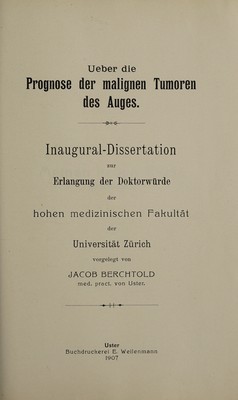 Ueber die
Prognose der malignen Tumoren
des Auges.
Inaugural-Dissertation
zur
Erlangung der Doktorwürde
der
hohen medizinischen Fakultät
der
Universität Zürich
vorgelegt von
JACOB BERCHTOLD
med. pract. von Uster.
Uster
Buchdruckerei E. Weilenmann
1907